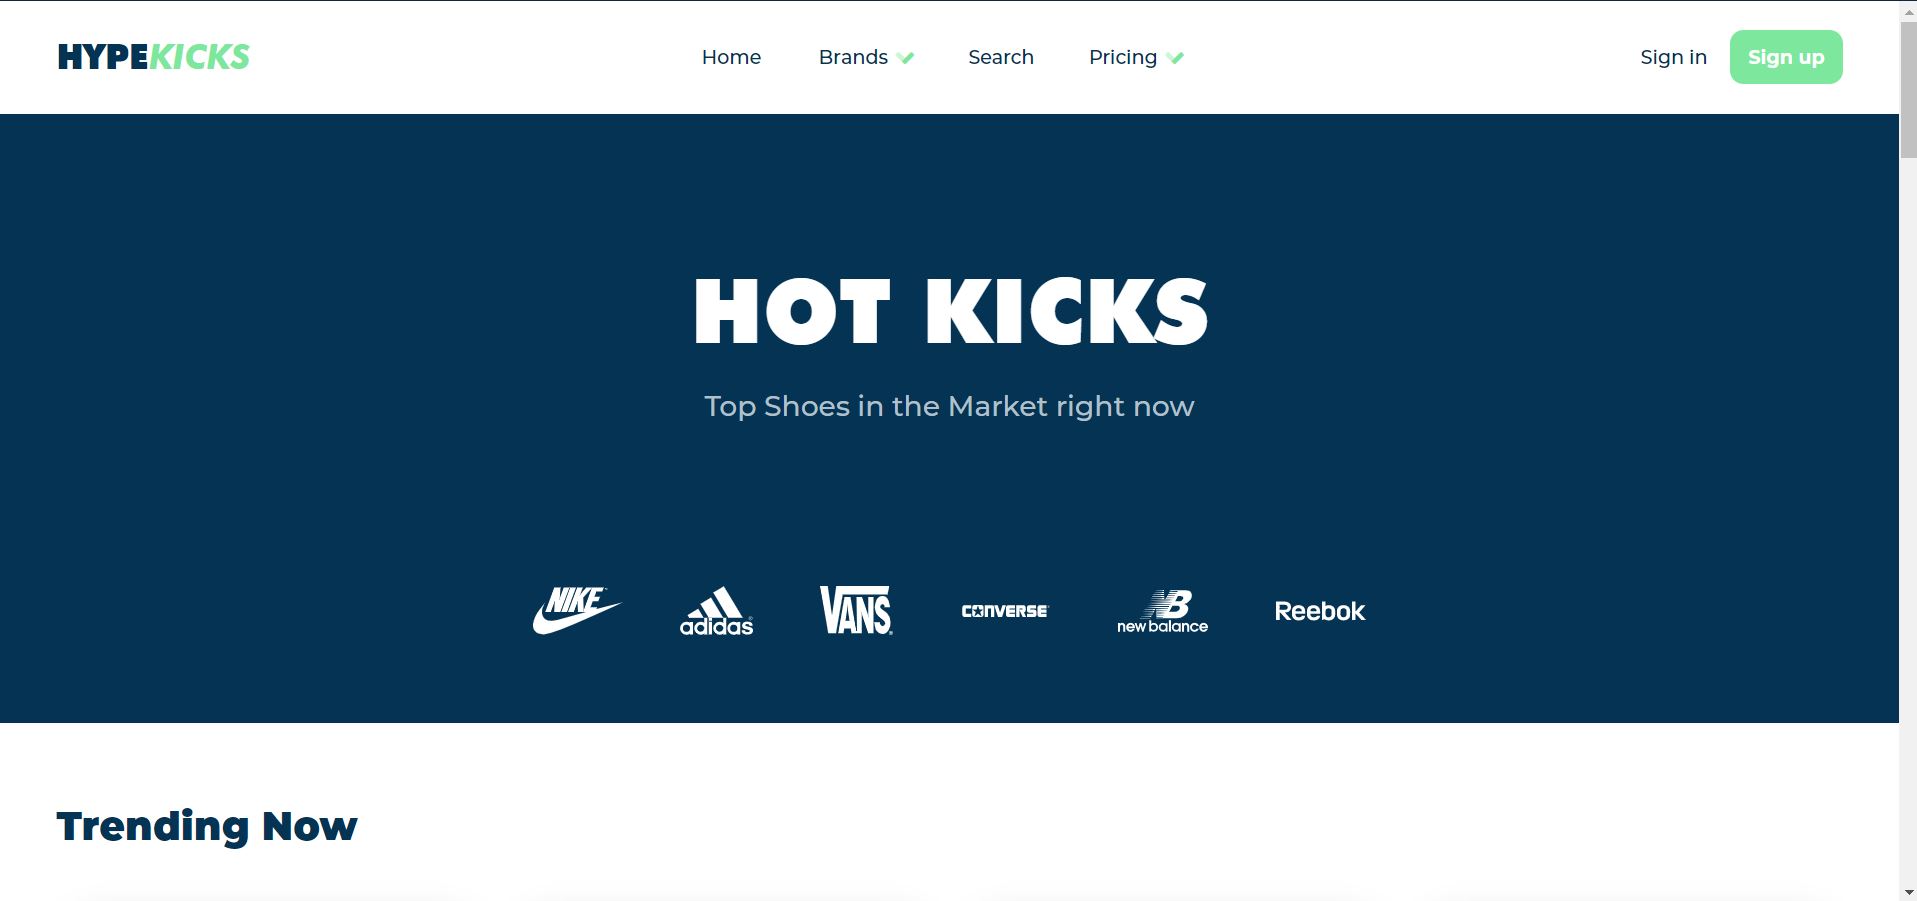 HYPEKICKS
Home Brands Search Pricing
Sign in Sign up
HOT KICKS
Top Shoes in the Market right now
NIKE adidas VANS CONVERSE NB new balance Reebok
Trending Now